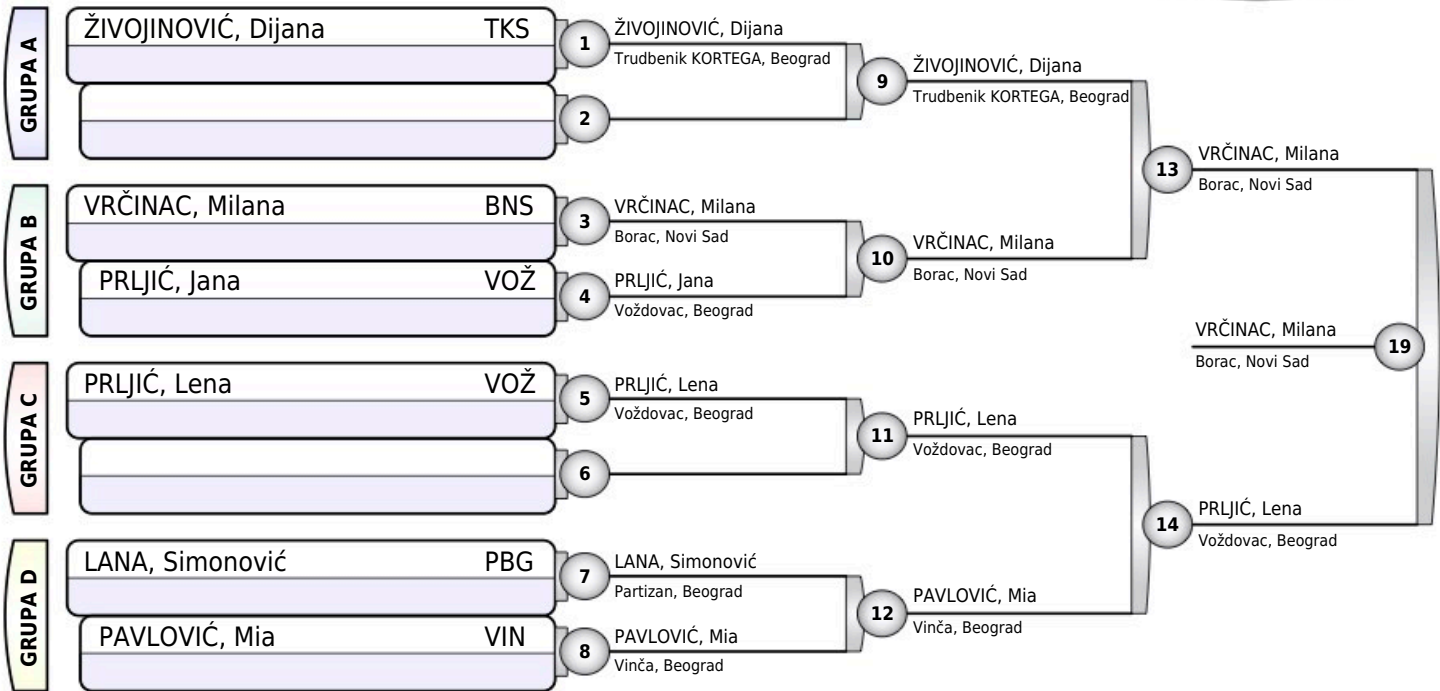 GRUPA A
ŽIVOJINOVIĆ, Dijana TKS
1
ŽIVOJINOVIĆ, Dijana
Trudbenik KORTEGA, Beograd
2
9
ŽIVOJINOVIĆ, Dijana
Trudbenik KORTEGA, Beograd
GRUPA B
VRČINAC, Milana BNS
3
VRČINAC, Milana
Borac, Novi Sad
PRLJIĆ, Jana VOŽ
4
PRLJIĆ, Jana
Voždovac, Beograd
10
VRČINAC, Milana
Borac, Novi Sad
13
VRČINAC, Milana
Borac, Novi Sad
GRUPA C
PRLJIĆ, Lena VOŽ
5
PRLJIĆ, Lena
Voždovac, Beograd
6
11
PRLJIĆ, Lena
Voždovac, Beograd
GRUPA D
LANA, Simonović PBG
7
LANA, Simonović
Partizan, Beograd
PAVLOVIĆ, Mia VIN
8
PAVLOVIĆ, Mia
Vinča, Beograd
12
PAVLOVIĆ, Mia
Vinča, Beograd
14
PRLJIĆ, Lena
Voždovac, Beograd
VRČINAC, Milana
Borac, Novi Sad
19